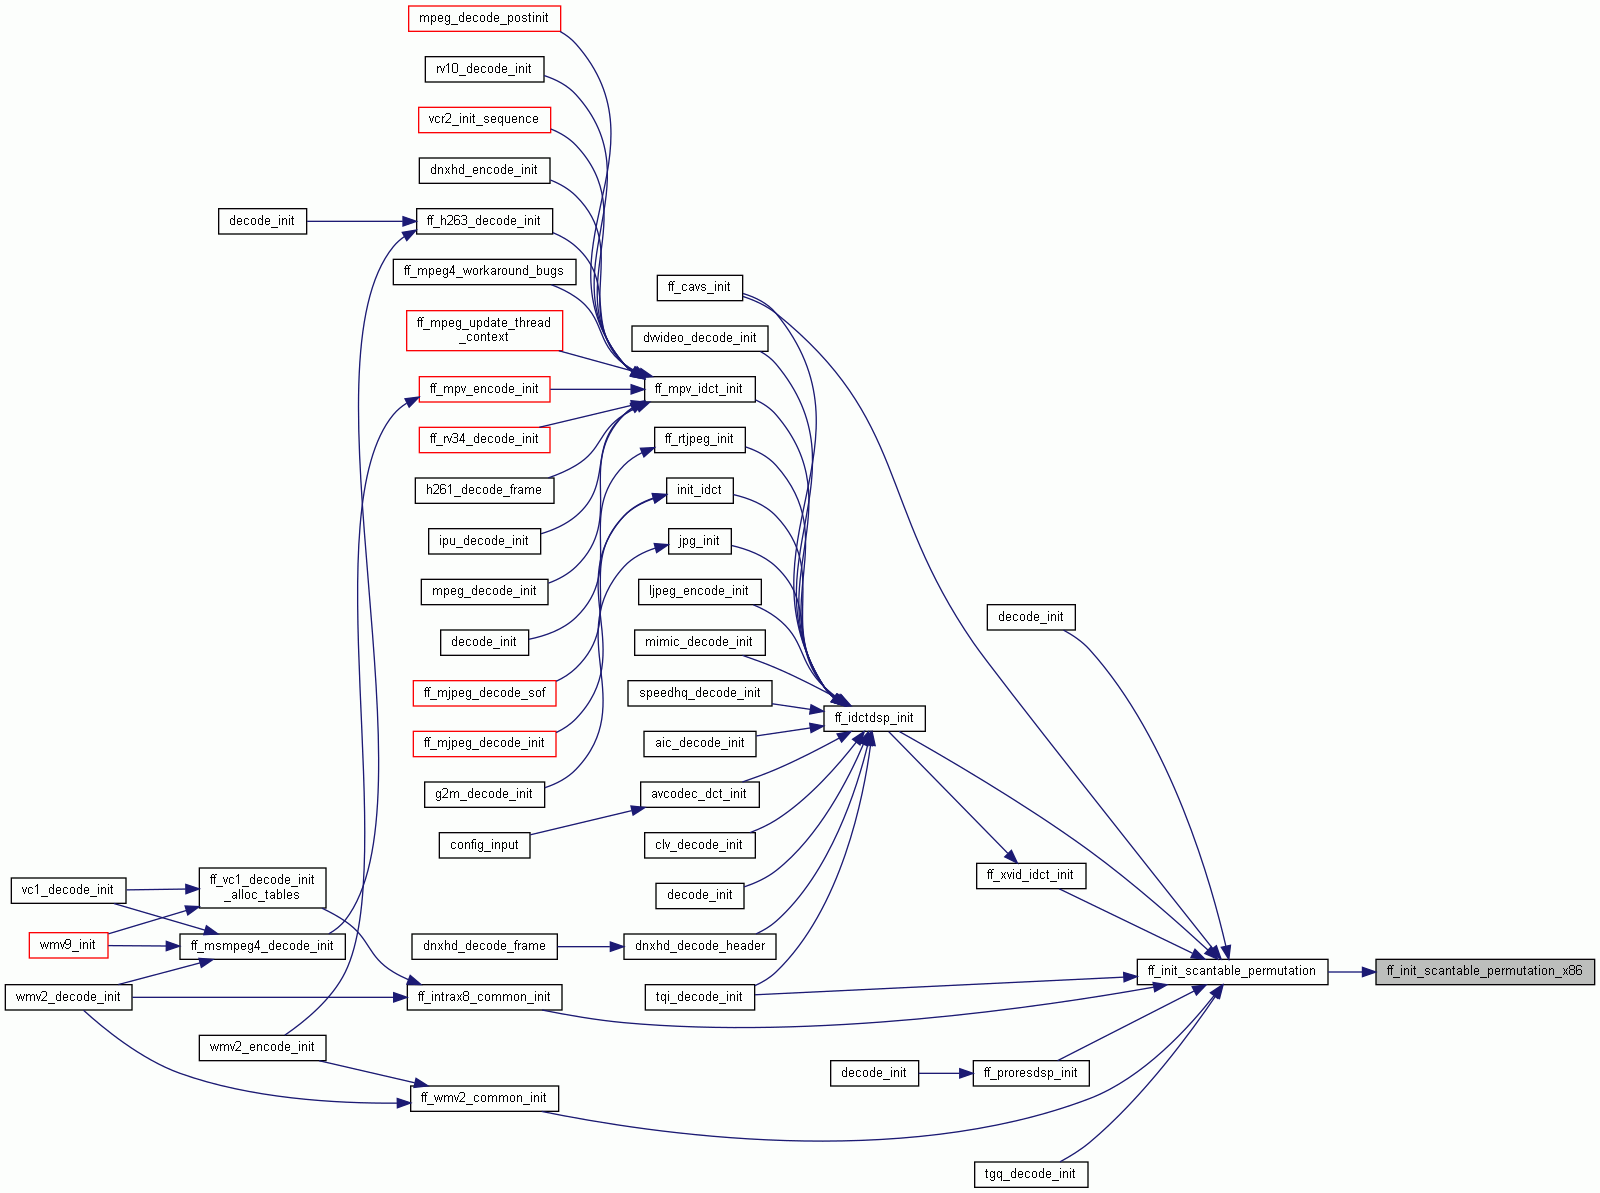 mpeg_decode_postinit
rv10_decode_init
vcr2_init_sequence
dnxhd_encode_init
decode_init
ff_h263_decode_init
ff_mpeg4_workaround_bugs
ff_cavs_init
ff_mpeg_update_thread
_context
dvvideo_decode_init
ff_mpv_encode_init
ff_mpv_idct_init
ff_rv34_decode_init
ff_rtjpeg_init
h261_decode_frame
init_idct
ipu_decode_init
jpg_init
mpeg_decode_init
ljpeg_encode_init
decode_init
decode_init
mimic_decode_init
ff_mjpeg_decode_sof
speedhq_decode_init
ff_idctdsp_init
ff_mjpeg_decode_init
aic_decode_init
g2m_decode_init
avcodec_dct_init
config_input
clv_decode_init
vc1_decode_init
ff_vc1_decode_init
_alloc_tables
decode_init
ff_xvid_idct_init
wmv9_init
ff_msmpeg4_decode_init
dnxhd_decode_frame
dnxhd_decode_header
ff_init_scantable_permutation
ff_init_scantable_permutation_x86
wmv2_decode_init
ff_intrax8_common_init
tqi_decode_init
wmv2_encode_init
decode_init
ff_proresdsp_init
ff_wmv2_common_init
tgq_decode_init